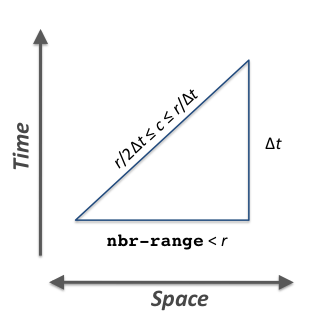 Time
r/2Δt ≤ c ≤ r/Δt
Δt
nbr-range < r
Space